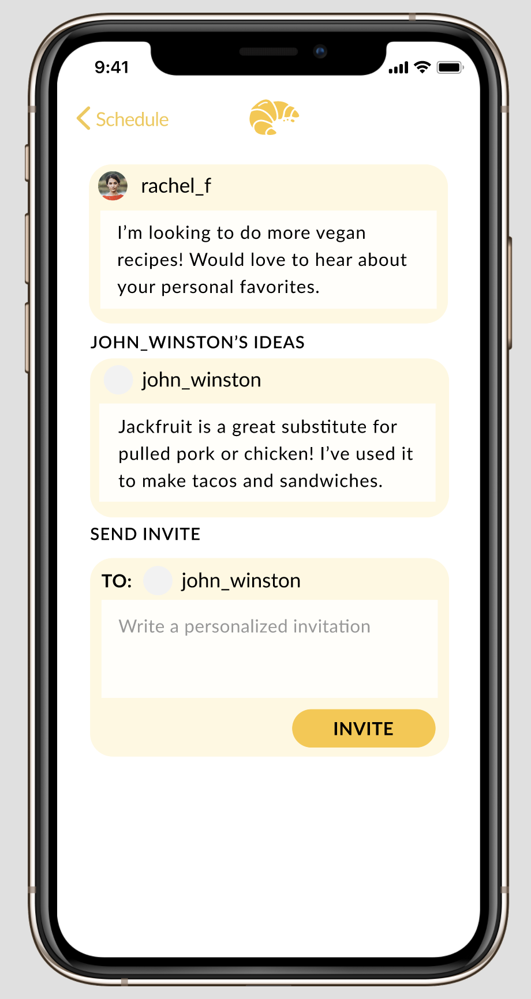 9:41
Schedule
rachel_f
I’m looking to do more vegan
recipes! Would love to hear about
your personal favorites.
JOHN_WINSTON’S IDEAS
john_winston
Jackfruit is a great substitute for
pulled pork or chicken! I’ve used it
to make tacos and sandwiches.
SEND INVITE
TO: john_winston
Write a personalized invitation
INVITE